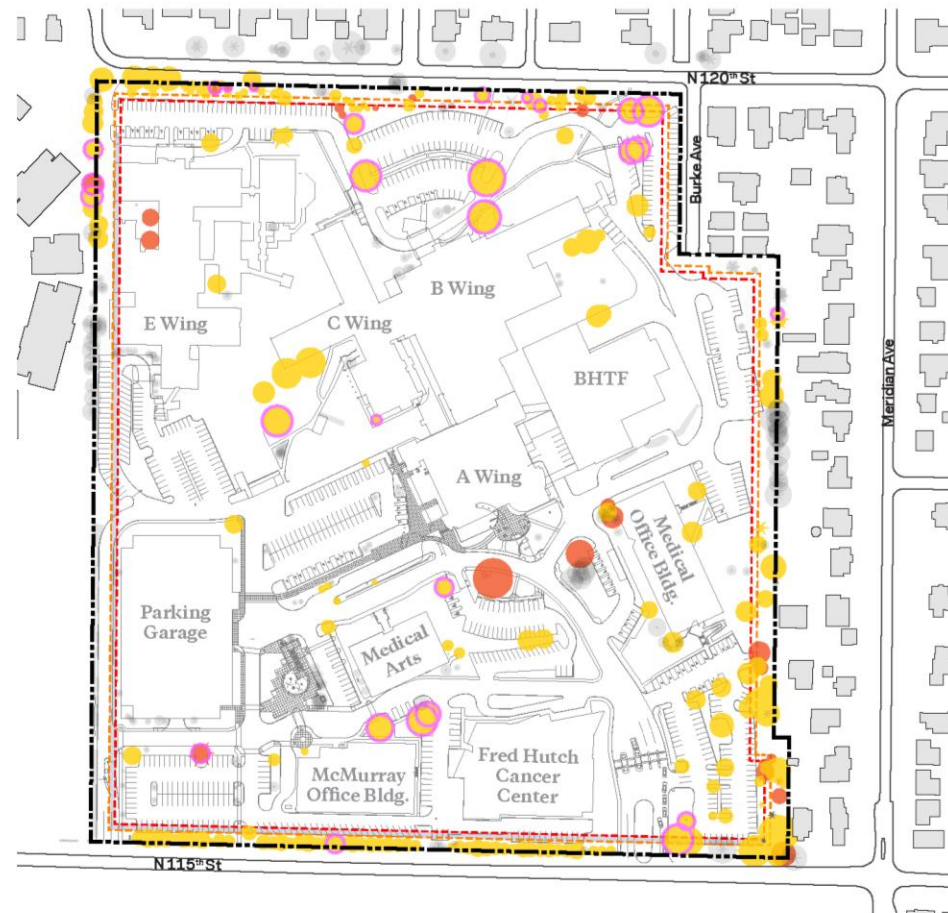 N 120th St
Burke Ave
B Wing
E Wing
C Wing
BHTF
Meridian Ave
A Wing
Medical
Office Bldg.
Parking
Garage
Medical
Arts
Fred Hutch
Cancer
Center
McMurray
Office Bldg.
N 115th St